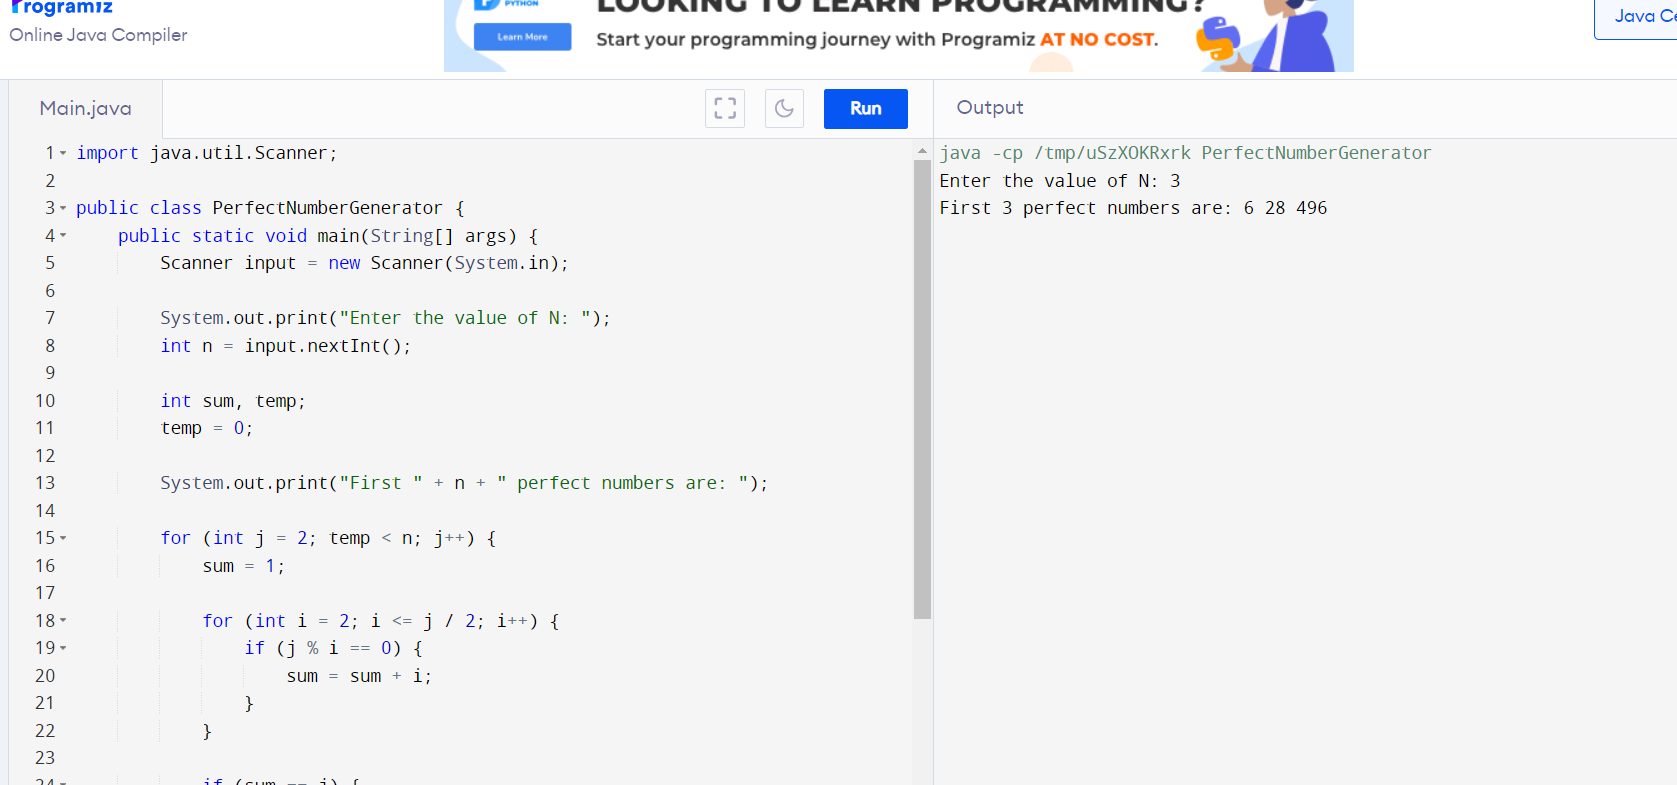 Programiz
Online Java Compiler
PYTHON
Learn More
LOOKING TO LEARN PROGRAMMING?
Start your programming journey with Programiz AT NO COST.
Java Ce
Main.java
Run
Output
1 import java.util.Scanner;
2
3 public class PerfectNumberGenerator {
4 public static void main(String[] args) {
5 Scanner input = new Scanner(System.in);
6
7 System.out.print("Enter the value of N: ");
8 int n = input.nextInt();
9
10 int sum, temp;
11 temp = 0;
12
13 System.out.print("First " + n + " perfect numbers are: ");
14
15 for (int j = 2; temp < n; j++) {
16 sum = 1;
17
18 for (int i = 2; i <= j / 2; i++) {
19 if (j % i == 0) {
20 sum = sum + i;
21 }
22 }
23
24 if (sum == j) {
java -cp /tmp/uSzXOKRxrk PerfectNumberGenerator
Enter the value of N: 3
First 3 perfect numbers are: 6 28 496